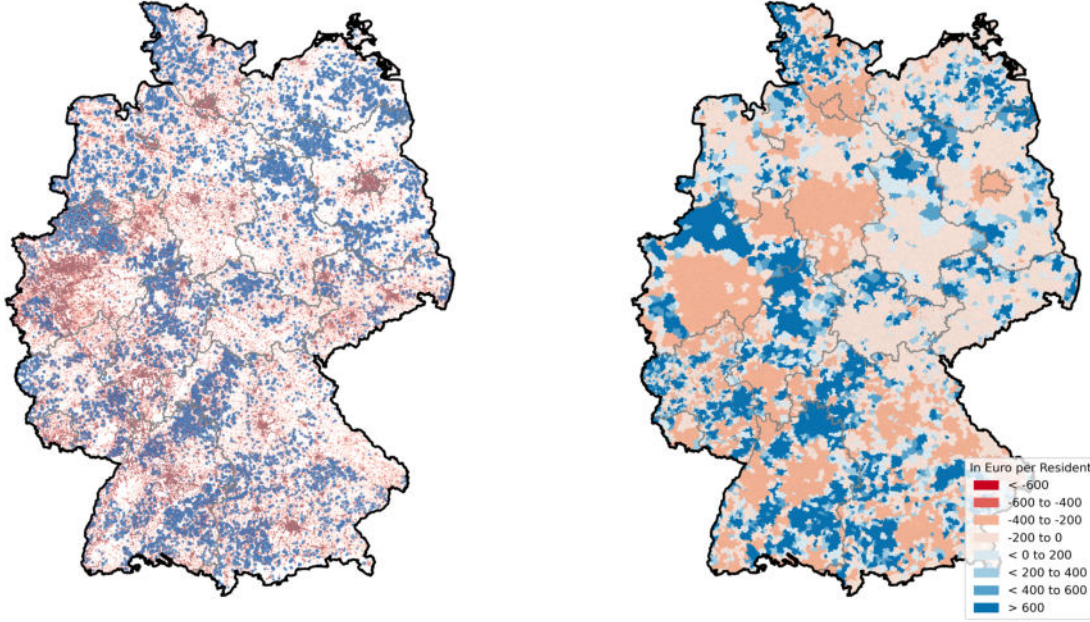 In Euro per Resident
< -600
-600 to -400
-400 to -200
-200 to 0
< 0 to 200
< 200 to 400
< 400 to 600
> 600